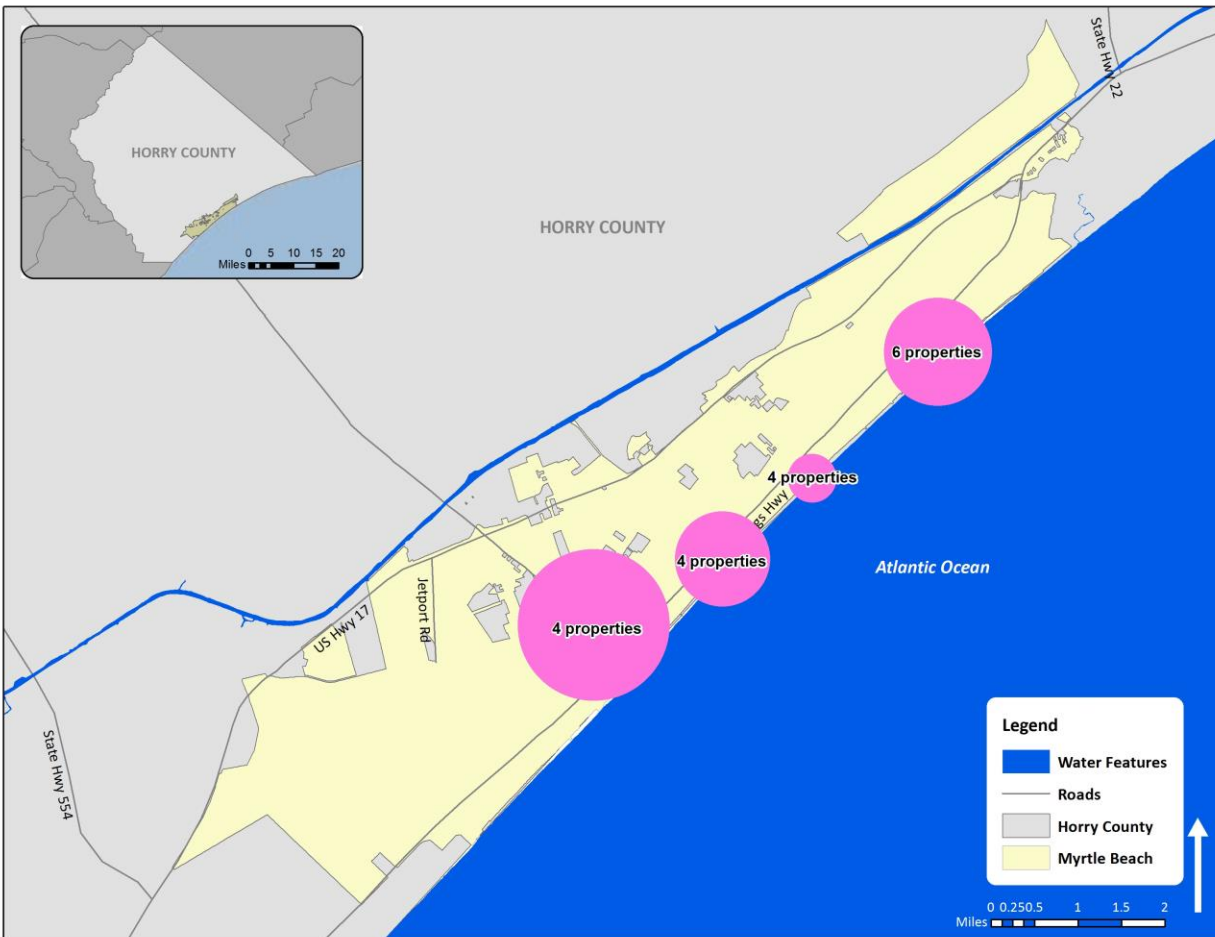 HORRY COUNTY
0 5 10 15 20
Miles
State Hwy 22
HORRY COUNTY
6 properties
4 properties
gs Hwy
4 properties
Atlantic Ocean
4 properties
Jetport Rd
US Hwy 17
State Hwy 554
Legend
Water Features
Roads
Horry County
Myrtle Beach
0 0.250.5 1 1.5 2
Miles